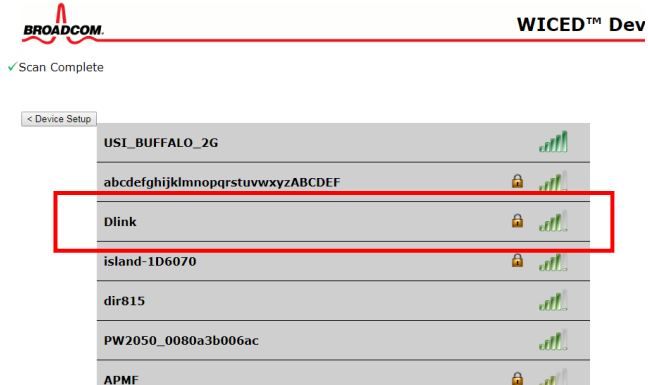 BROADCOM.
WICED™ Dev
✓Scan Complete
< Device Setup
USI_BUFFALO_2G
abcdefghijklmnopqrstuvwxyzABCDEF
Dlink
island-1D6070
dir815
PW2050_0080a3b006ac
APMF